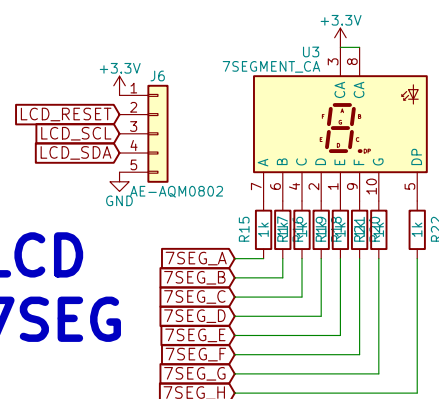 +3.3V
U3
7SEGMENT_CA
3 8
CA CA
A
F B
G
E C
D
DP
A B C D E F G DP
7 6 4 2 1 9 10 5
+3.3V
J6
1
LCD_RESET 2
LCD_SCL 3
LCD_SDA 4
5
GND
AE-AQM0802
R15
R22
1k
1k
LCD
7SEG
7SEG_A
7SEG_B
7SEG_C
7SEG_D
7SEG_E
7SEG_F
7SEG_G
7SEG_H